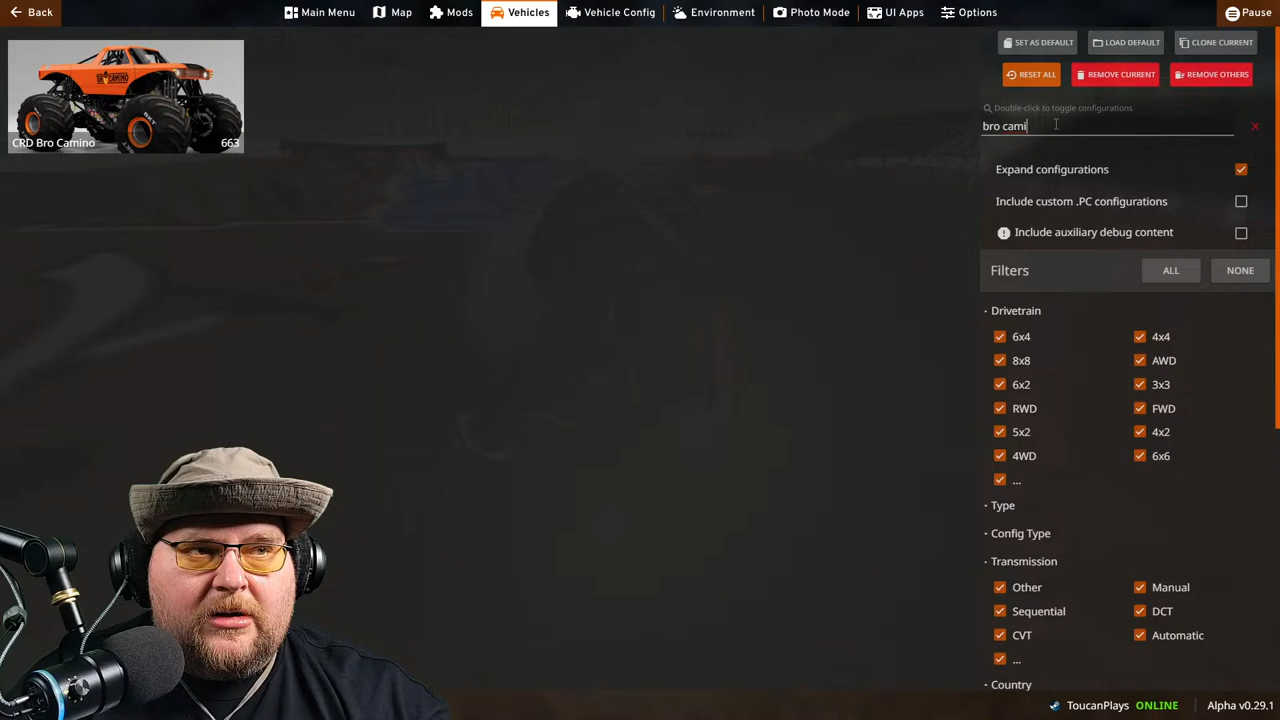 Back
Main Menu
Map
Mods
Vehicles
Vehicle Config
Environment
Photo Mode
UI Apps
Options
Pause
SET AS DEFAULT
LOAD DEFAULT
CLONE CURRENT
RESET ALL
REMOVE CURRENT
REMOVE OTHERS
Double-click to toggle configurations
bro cami
CRD Bro Camino
663
Expand configurations
Include custom .PC configurations
Include auxiliary debug content
Filters
ALL
NONE
- Drivetrain
6x4
4x4
8x8
AWD
6x2
3x3
RWD
FWD
5x2
4x2
4WD
6x6
...
- Type
- Config Type
- Transmission
Other
Manual
Sequential
DCT
CVT
Automatic
...
- Country
ToucanPlays ONLINE
Alpha v0.29.1